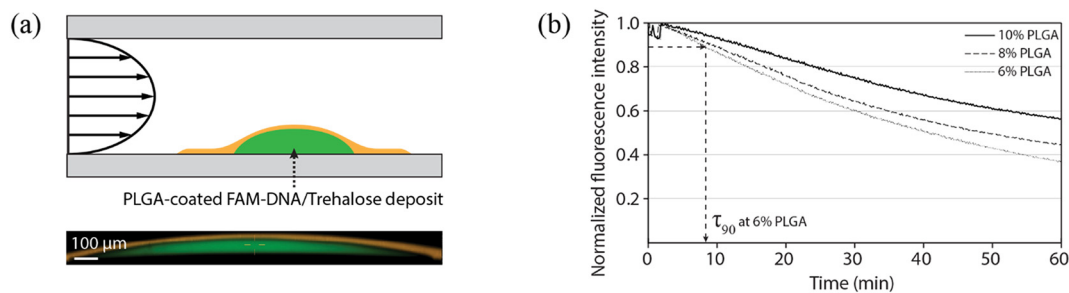 (a)
PLGA-coated FAM-DNA/Trehalose deposit
100 μm
(b)
Normalized fluorescence intensity
1.0
0.8
0.6
0.4
0.2
10% PLGA
8% PLGA
6% PLGA
τ90 at 6% PLGA
0 10 20 30 40 50 60
Time (min)